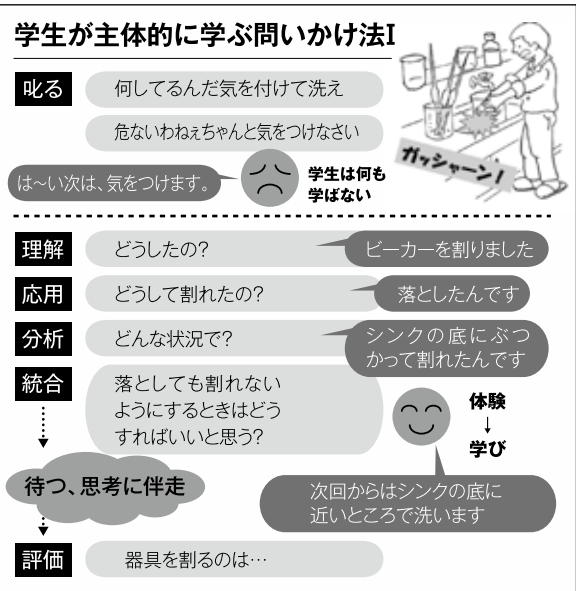 学生が主体的に学ぶ問いかけ法I
叱る
何してるんだ気を付けて洗え
危ないわねぇちゃんと気をつけなさい
は〜い次は、気をつけます。
学生は何も
学ばない
ガッシャーン!
理解
どうしたの?
ビーカーを割りました
応用
どうして割れたの?
落としたんです
分析
どんな状況で?
シンクの底にぶつ
かって割れたんです
統合
落としても割れない
ようにするときはどう
すればいいと思う?
体験
↓
学び
待つ、思考に伴走
次回からはシンクの底に
近いところで洗います
評価
器具を割るのは…